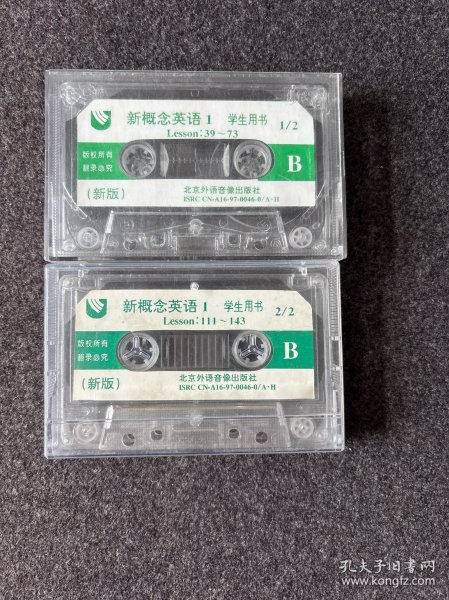 新概念英语 1 学生用书 1/2
Lesson: 39～73
版权所有
翻录必究
B
(新版)
北京外语音像出版社
ISRC CN-A16-97-0046-0/A·H
新概念英语 1 学生用书 2/2
Lesson: 111～143
版权所有
翻录必究
B
(新版)
北京外语音像出版社
ISRC CN-A16-97-0046-0/A·H
孔夫子旧书网
www.kongfz.com